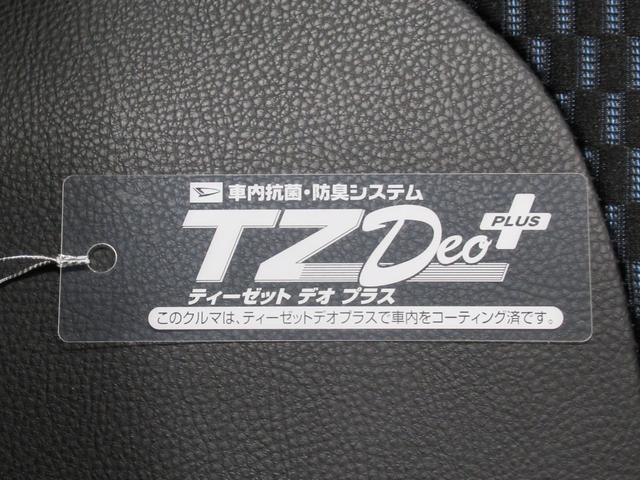 車内抗菌・防臭システム
TZ Deo PLUS
ティーゼット デオ プラス
このクルマは、ティーゼットデオプラスで車内をコーティング済です。